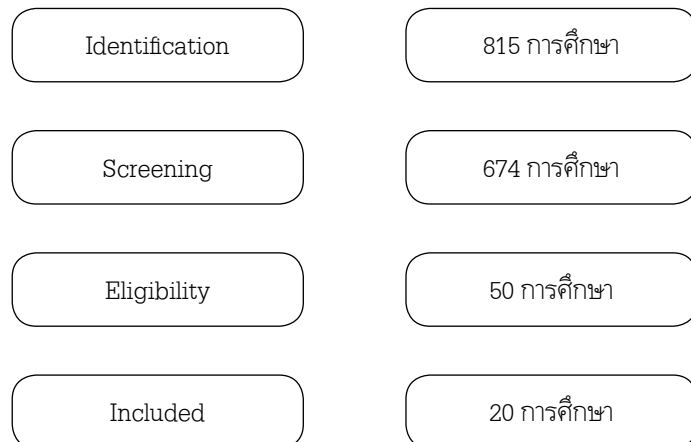 Identification
815 การศึกษา
Screening
674 การศึกษา
Eligibility
50 การศึกษา
Included
20 การศึกษา